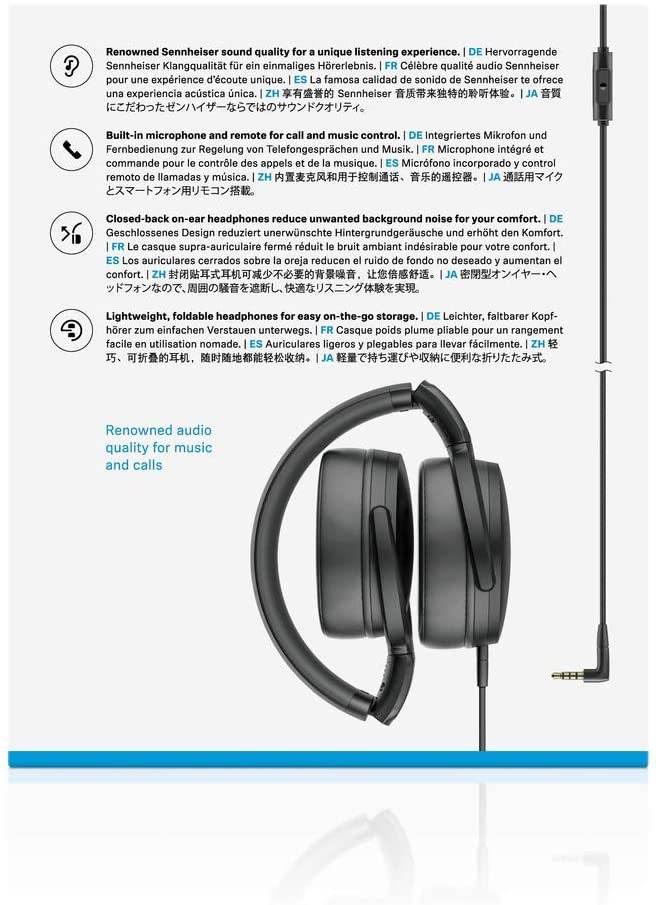 Renowned Sennheiser sound quality for a unique listening experience. | DE Hervorragende
Sennheiser Klangqualität für ein einmaliges Hörerlebnis. | FR Célèbre qualité audio Sennheiser
pour une expérience d'écoute unique. | ES La famosa calidad de sonido de Sennheiser te ofrece
una experiencia acústica única. | ZH 享有盛誉的 Sennheiser 音质带来独特的聆听体验。 | JA 音質
にこだわったゼンハイザーならではのサウンドクオリティ。
Built-in microphone and remote for call and music control. | DE Integriertes Mikrofon und
Fernbedienung zur Regelung von Telefongesprächen und Musik. | FR Microphone intégré et
commande pour le contrôle des appels et de la musique. | ES Micrófono incorporado y control
remoto de llamadas y música. | ZH 内置麦克风和用于控制通话、音乐的遥控器。 | JA 通話用マイク
とスマートフォン用リモコン搭載。
Closed-back on-ear headphones reduce unwanted background noise for your comfort. | DE
Geschlossenes Design reduziert unerwünschte Hintergrundgeräusche und erhöht den Komfort.
| FR Le casque supra-auriculaire fermé réduit le bruit ambiant indésirable pour votre confort. |
ES Los auriculares cerrados sobre la oreja reducen el ruido de fondo no deseado y aumentan el
confort. | ZH 封闭贴耳式耳机可减少不必要的背景噪音，让您倍感舒适。 | JA 密閉型オンイヤー・ヘ
ッドフォンなので、周囲の騒音を遮断し、快適なリスニング体験を実現。
Lightweight, foldable headphones for easy on-the-go storage. | DE Leichter, faltbarer Kopf-
hörer zum einfachen Verstauen unterwegs. | FR Casque poids plume pliable pour un rangement
facile en utilisation nomade. | ES Auriculares ligeros y plegables para llevar fácilmente. | ZH 轻
巧、可折叠的耳机，随时随地都能轻松收纳。 | JA 軽量で持ち運びや収納に便利な折りたたみ式。
Renowned audio
quality for music
and calls